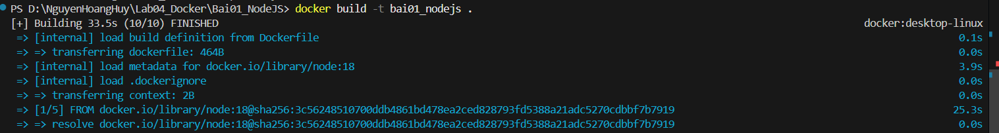 PS D:\NguyenHoangHuy\Lab04_Docker\Bai01_NodeJS> docker build -t bai01_nodejs .
[+] Building 33.5s (10/10) FINISHED docker:desktop-linux
=> [internal] load build definition from Dockerfile 0.1s
=> => transferring dockerfile: 464B 0.0s
=> [internal] load metadata for docker.io/library/node:18 3.9s
=> [internal] load .dockerignore 0.0s
=> => transferring context: 2B 0.0s
=> [1/5] FROM docker.io/library/node:18@sha256:3c56248510700ddb4861bd478ea2ced828793fd5388a21adc5270cdbbf7b7919 25.3s
=> => resolve docker.io/library/node:18@sha256:3c56248510700ddb4861bd478ea2ced828793fd5388a21adc5270cdbbf7b7919 0.0s